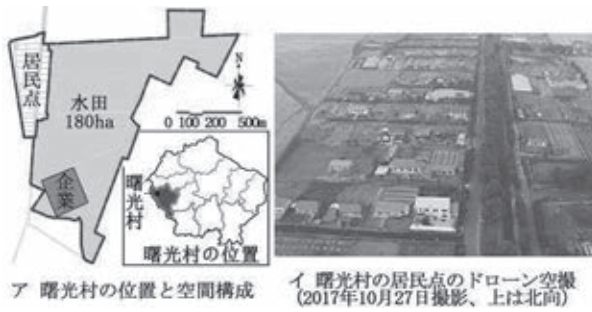 居民点
水田
180ha
企業
N
0 100 200 500m
曙光村
曙光村の位置
ア 曙光村の位置と空間構成
イ 曙光村の居民点のドローン空撮
(2017年10月27日撮影、上は北向)